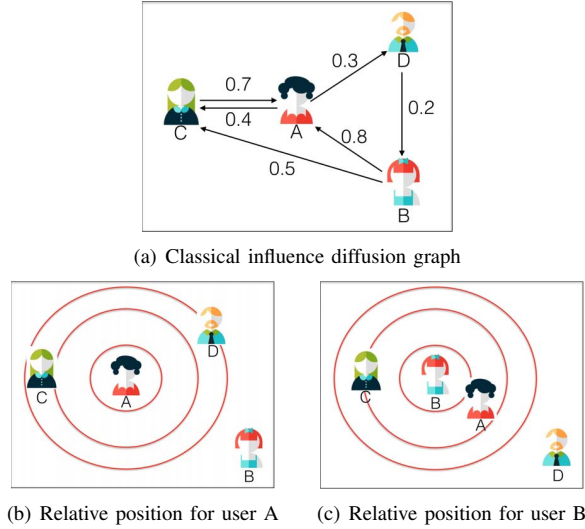 D
0.3
0.7
0.4
C
A
0.2
0.8
0.5
B
(a) Classical influence diffusion graph
D
C
A
B
(b) Relative position for user A
B
C
A
D
(c) Relative position for user B